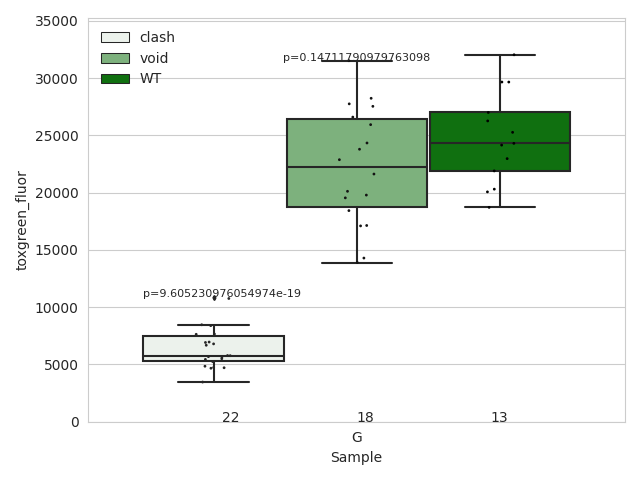 clash
void
WT
p=0.14711790979763098
p=9.605230976054974e-19
35000
30000
25000
20000
15000
10000
5000
0
toxgreen_fluor
22 18 13
G
Sample